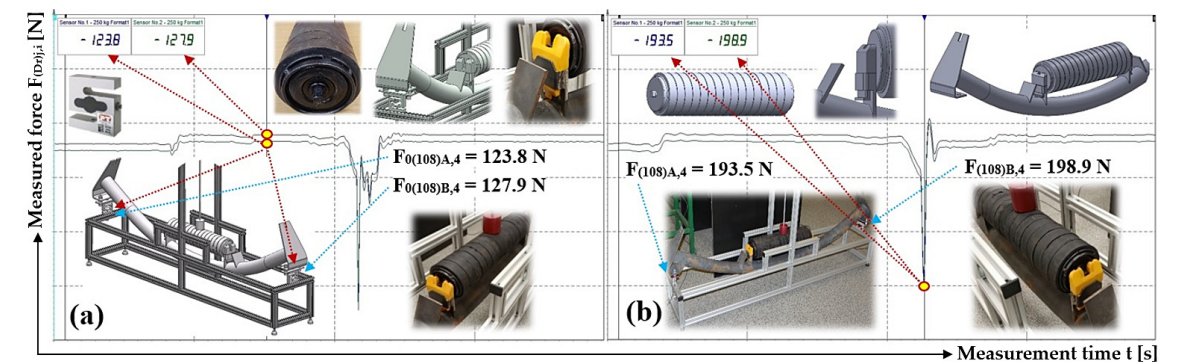 Measured force F(Dr)j,i [N]
Sensor No.1 - 250 kg Format1
Sensor No.2 - 250 kg Format1
- 123.8
- 127.9
F0(108)A,4 = 123.8 N
F0(108)B,4 = 127.9 N
(a)
Sensor No.1 - 250 kg Format1
Sensor No.2 - 250 kg Format1
- 193.5
- 198.9
F(108)A,4 = 193.5 N
F(108)B,4 = 198.9 N
(b)
Measurement time t [s]